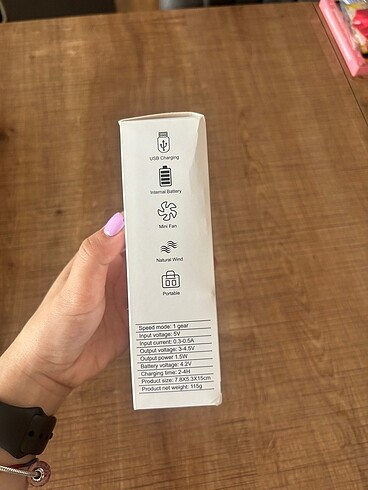 USB Charging
Internal Battery
Mini Fan
Natural Wind
Portable
Speed mode: 1 gear
Input voltage: 5V
Input current: 0.3-0.5A
Output voltage: 3-4.5V
Output power 1.5W
Battery voltage: 4.2V
Charging time: 2-4H
Product size: 7.8X5.3X15cm
Product net weight: 115g